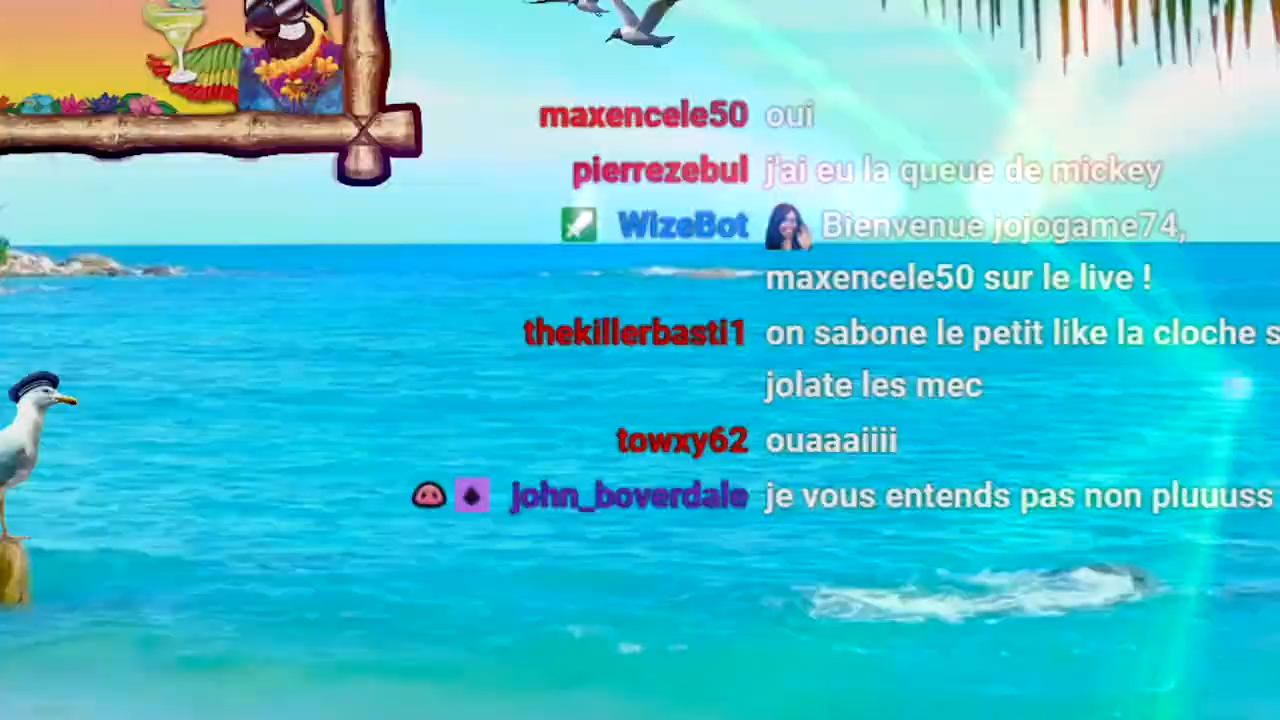 maxencele50 oui
pierrezebul j'ai eu la queue de mickey
WizeBot Bienvenue jojogame74,
maxencele50 sur le live !
thekillerbasti1 on sabone le petit like la cloche s
jolate les mec
towxy62 ouaaaiiii
john_boverdale je vous entends pas non pluuuss